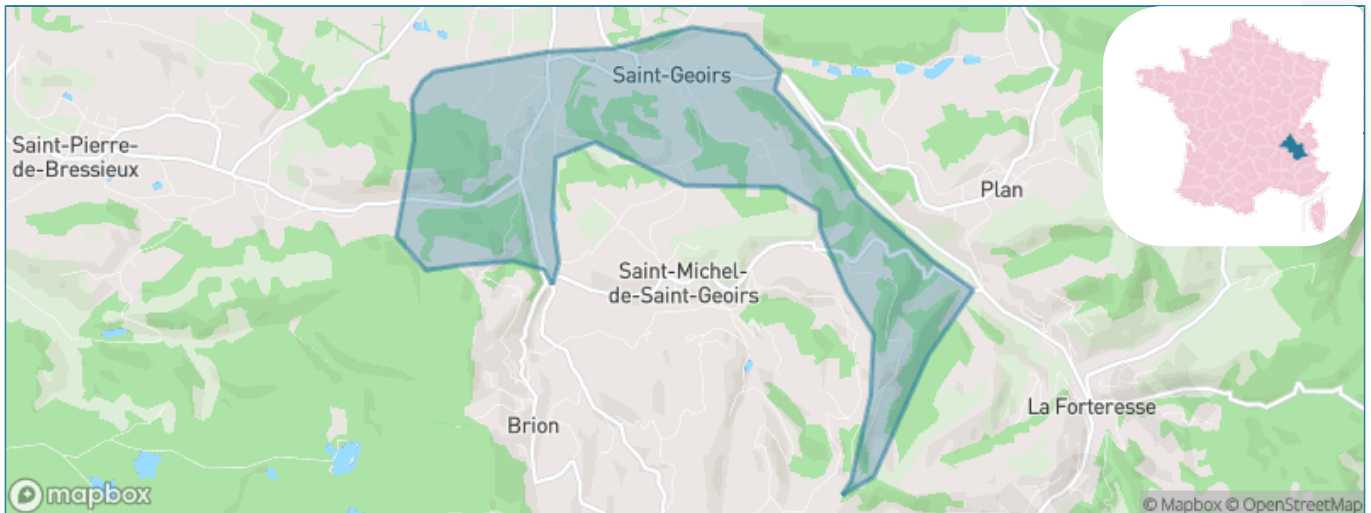 Saint-Geoirs
Saint-Pierre-
de-Bressieux
Plan
Saint-Michel-
de-Saint-Geoirs
La Forteresse
Brion
mapbox
© Mapbox © OpenStreetMap